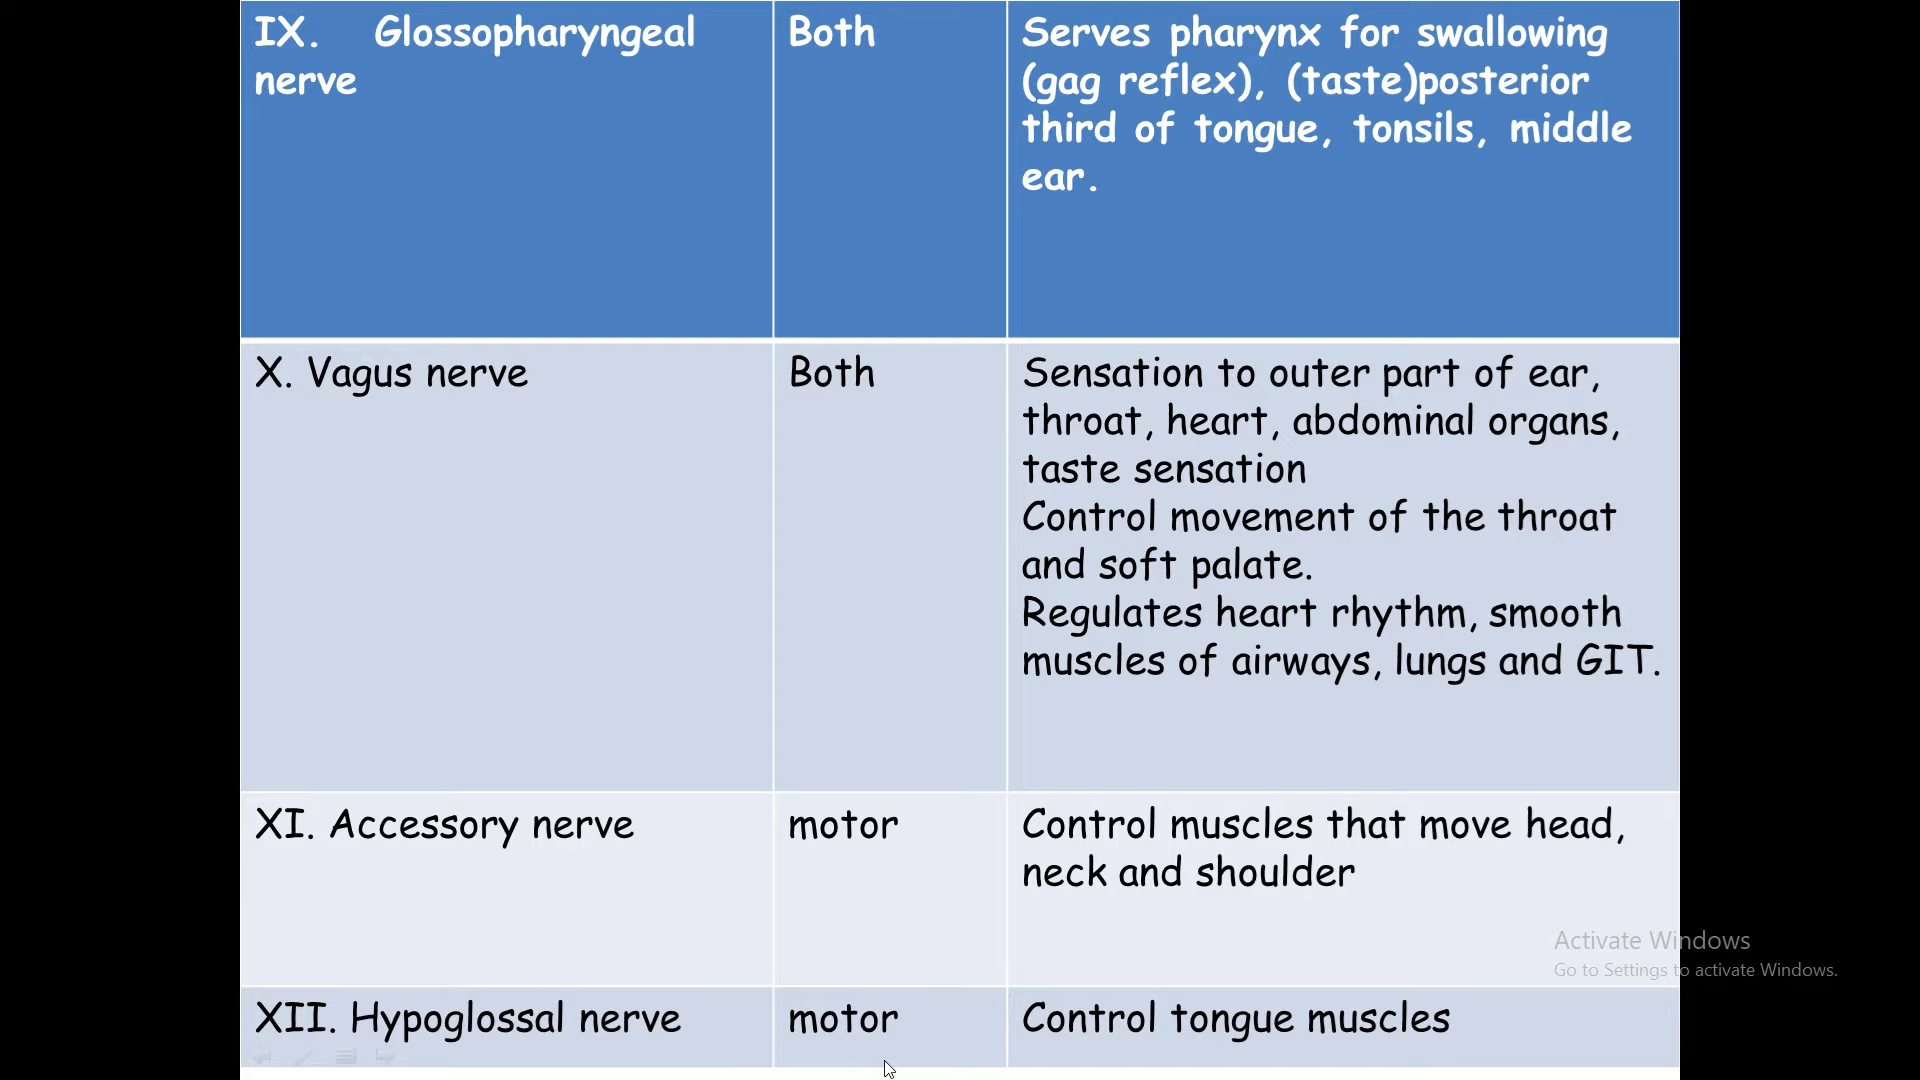 IX. Glossopharyngeal
nerve
Both
Serves pharynx for swallowing
(gag reflex), (taste)posterior
third of tongue, tonsils, middle
ear.
X. Vagus nerve
Both
Sensation to outer part of ear,
throat, heart, abdominal organs,
taste sensation
Control movement of the throat
and soft palate.
Regulates heart rhythm, smooth
muscles of airways, lungs and GIT.
XI. Accessory nerve
motor
Control muscles that move head,
neck and shoulder
XII. Hypoglossal nerve
motor
Control tongue muscles
Activate Windows
Go to Settings to activate Windows.